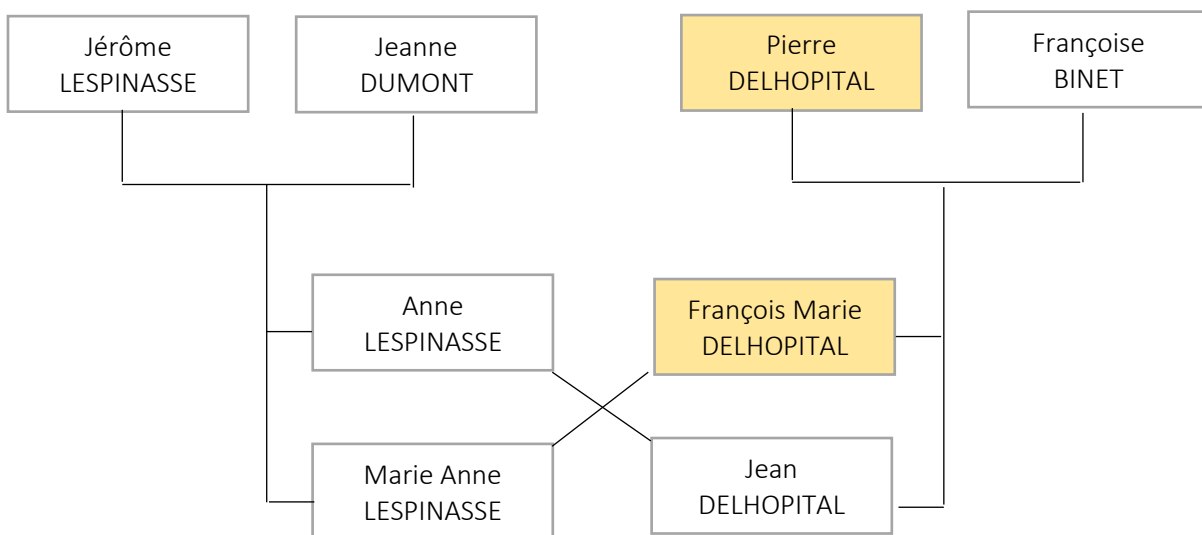 Jérôme
LESPINASSE
Jeanne
DUMONT
Pierre
DELHOPITAL
Françoise
BINET
Anne
LESPINASSE
François Marie
DELHOPITAL
Marie Anne
LESPINASSE
Jean
DELHOPITAL